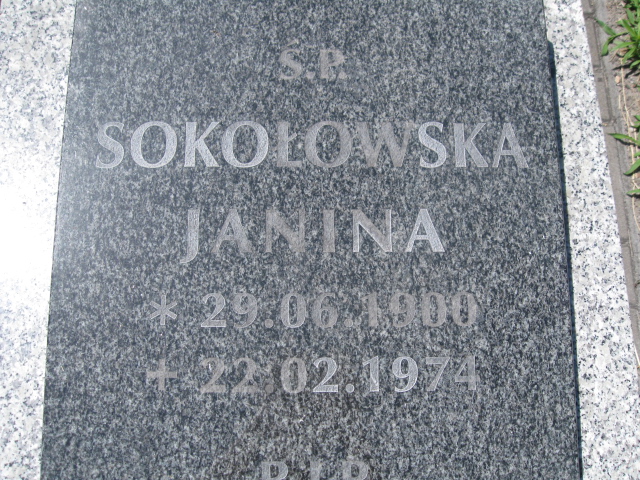 Ś.P.
SOKOŁOWSKA
JANINA
* 29.06.1900
+ 22.02.1974
R.I.P.